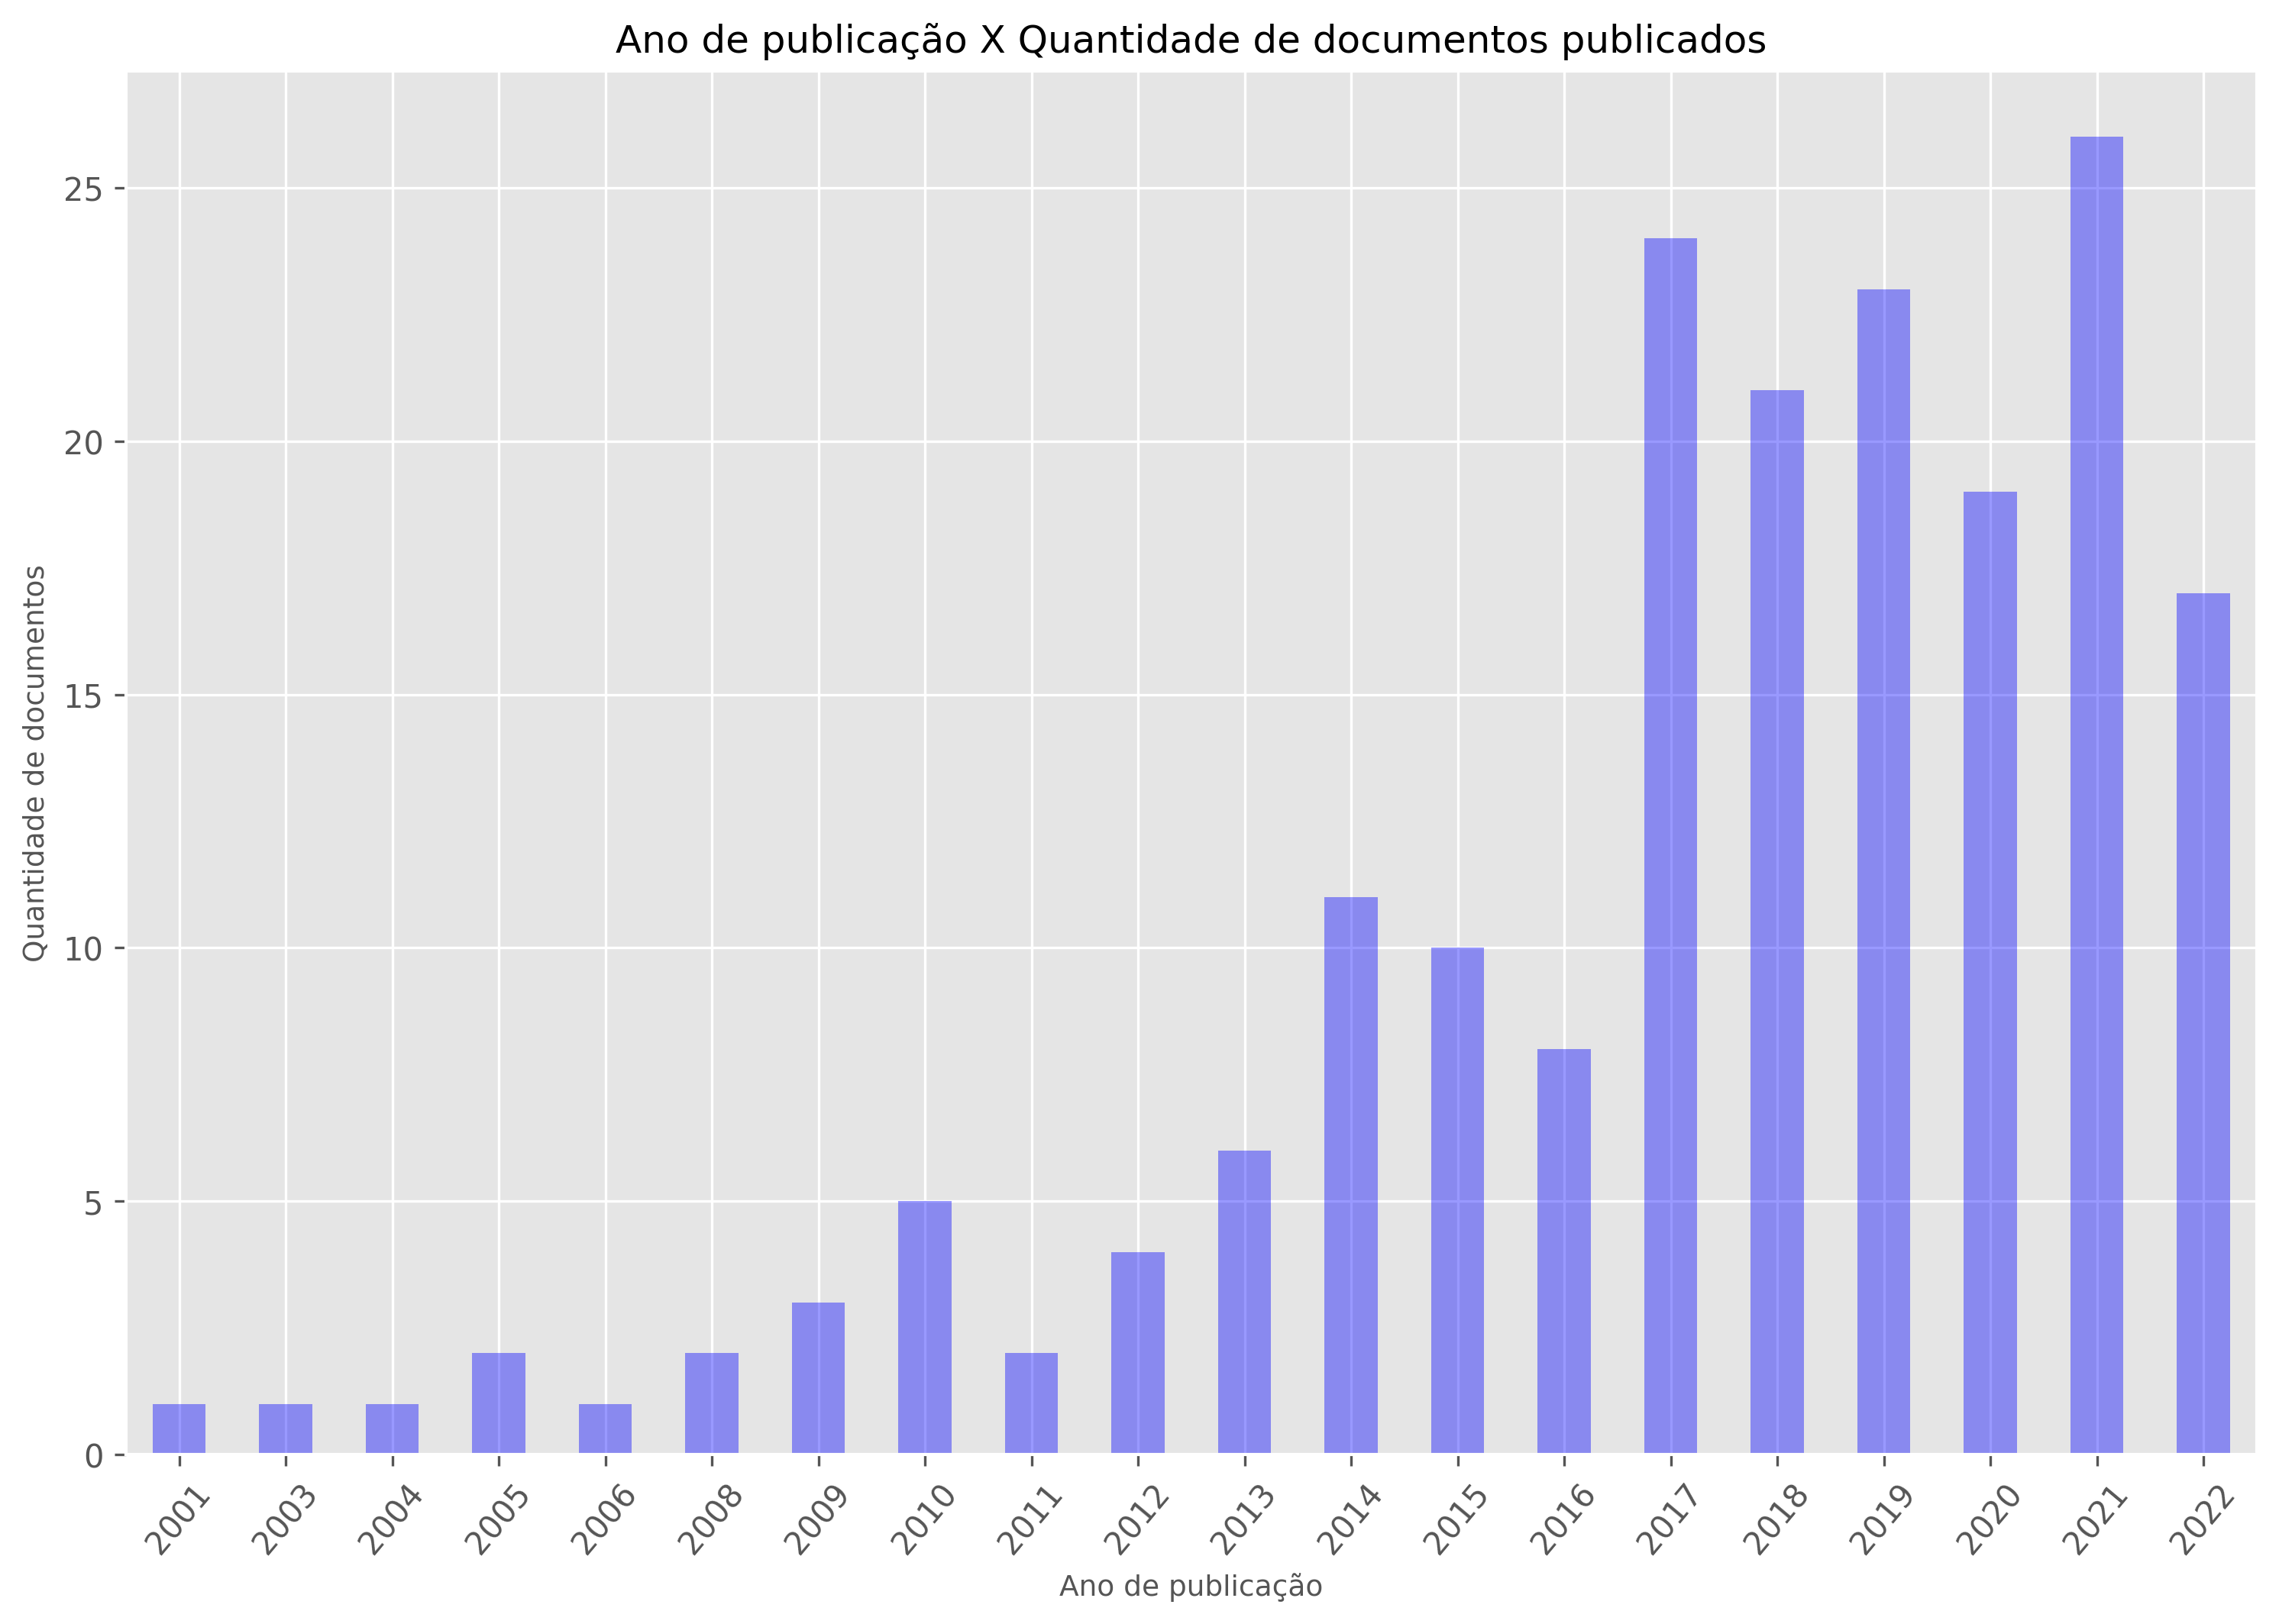 Ano de publicação X Quantidade de documentos publicados
Quantidade de documentos
25
20
15
10
5
0
2001 2003 2004 2005 2006 2008 2009 2010 2011 2012 2013 2014 2015 2016 2017 2018 2019 2020 2021 2022
Ano de publicação